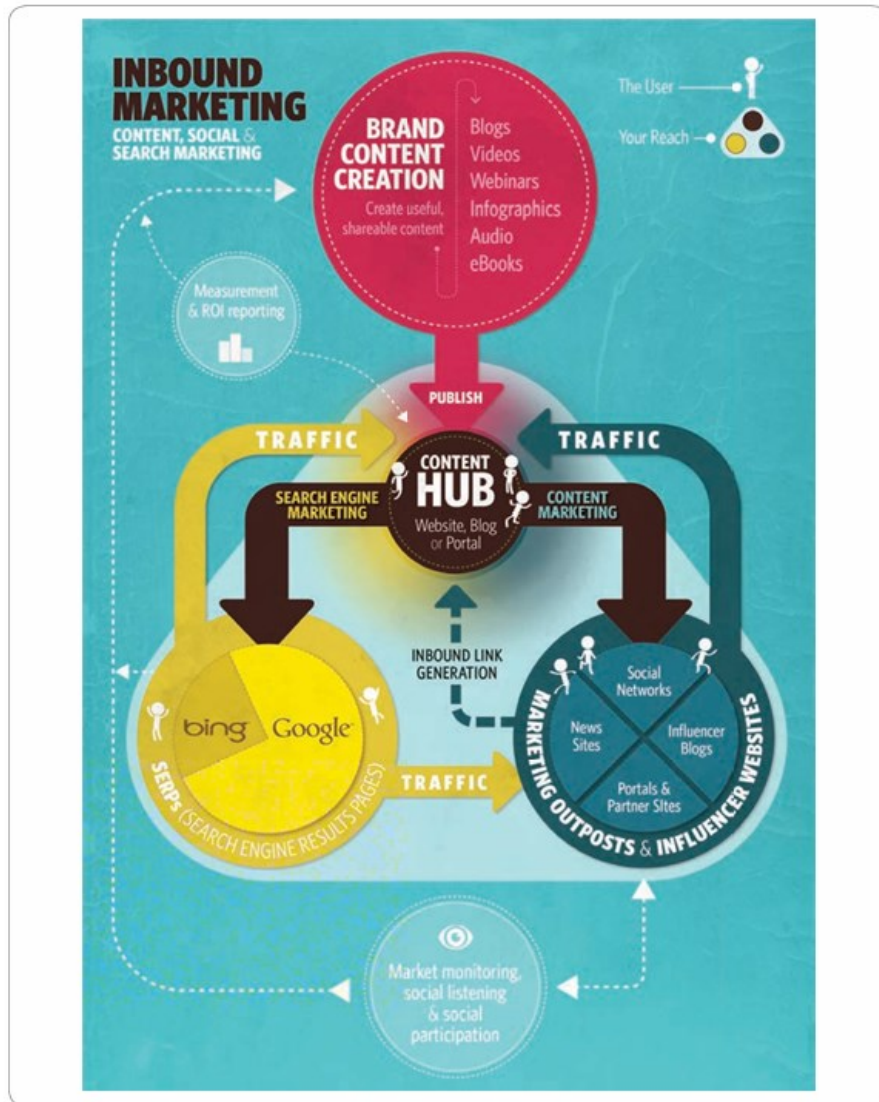 INBOUND
MARKETING
CONTENT, SOCIAL &
SEARCH MARKETING
The User
Your Reach
BRAND
CONTENT
CREATION
Create useful,
shareable content
Blogs
Videos
Webinars
Infographics
Audio
eBooks
Measurement
& ROI reporting
PUBLISH
TRAFFIC
TRAFFIC
CONTENT
HUB
Website, Blog
or Portal
SEARCH ENGINE
MARKETING
CONTENT
MARKETING
INBOUND LINK
GENERATION
bing
Google
SERPs (SEARCH ENGINE RESULTS PAGES)
TRAFFIC
Social
Networks
News
Sites
Influencer
Blogs
Portals &
Partner SItes
MARKETING OUTPOSTS & INFLUENCER WEBSITES
Market monitoring,
social listening
& social
participation